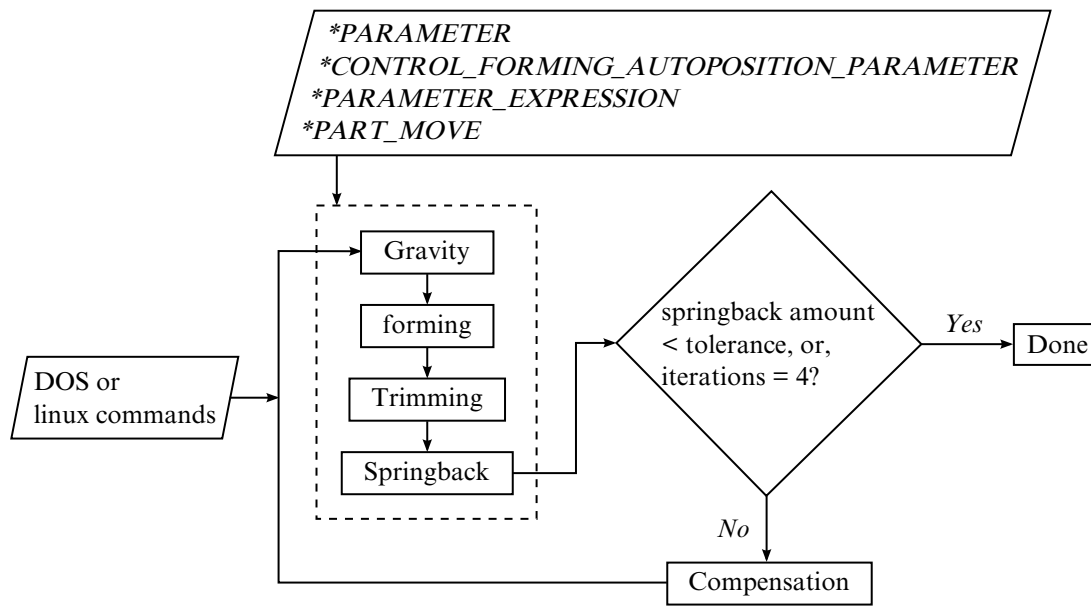 *PARAMETER
*CONTROL_FORMING_AUTOPOSITION_PARAMETER
*PARAMETER_EXPRESSION
*PART_MOVE
Gravity
forming
Trimming
Springback
DOS or
linux commands
springback amount
< tolerance, or,
iterations = 4?
Yes
Done
No
Compensation